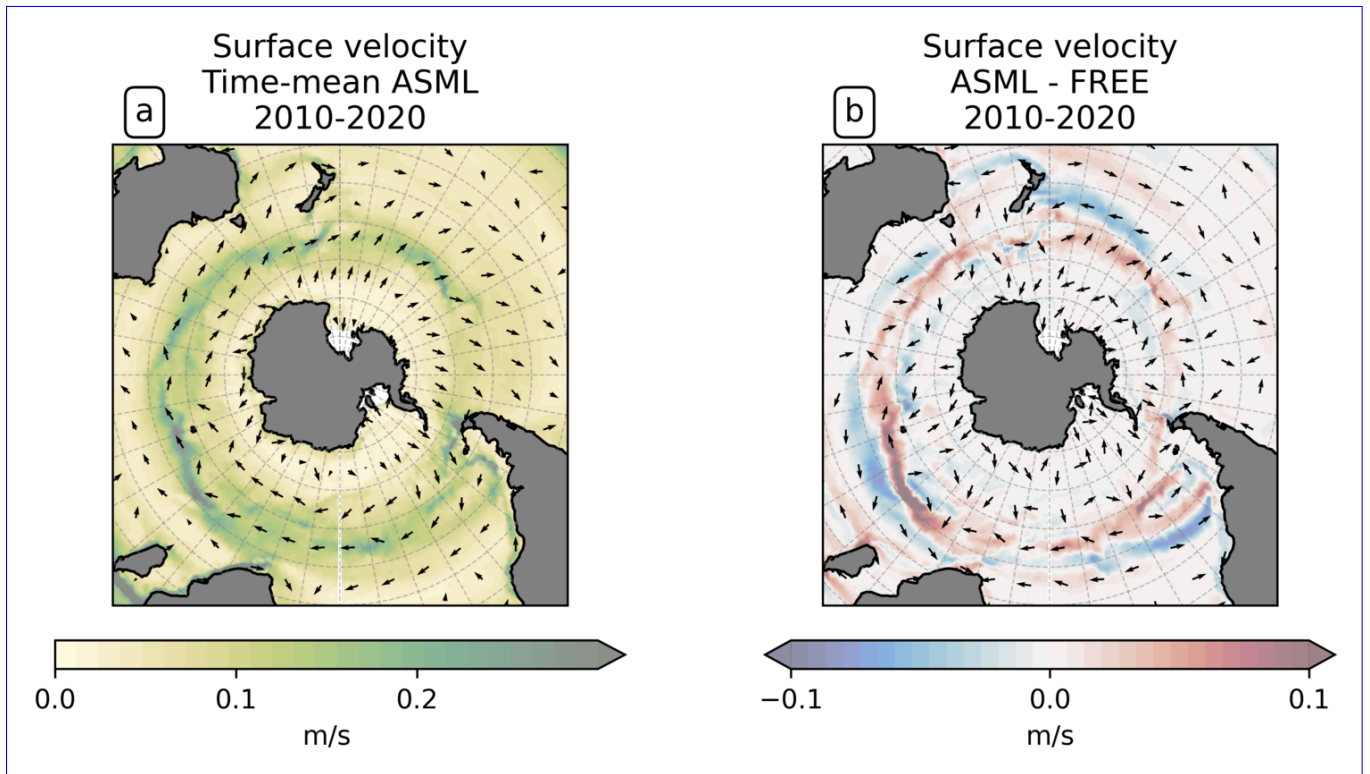 Surface velocity
Time-mean ASML
2010-2020
a
Surface velocity
ASML - FREE
2010-2020
b
0.0 0.1 0.2
m/s
−0.1 0.0 0.1
m/s